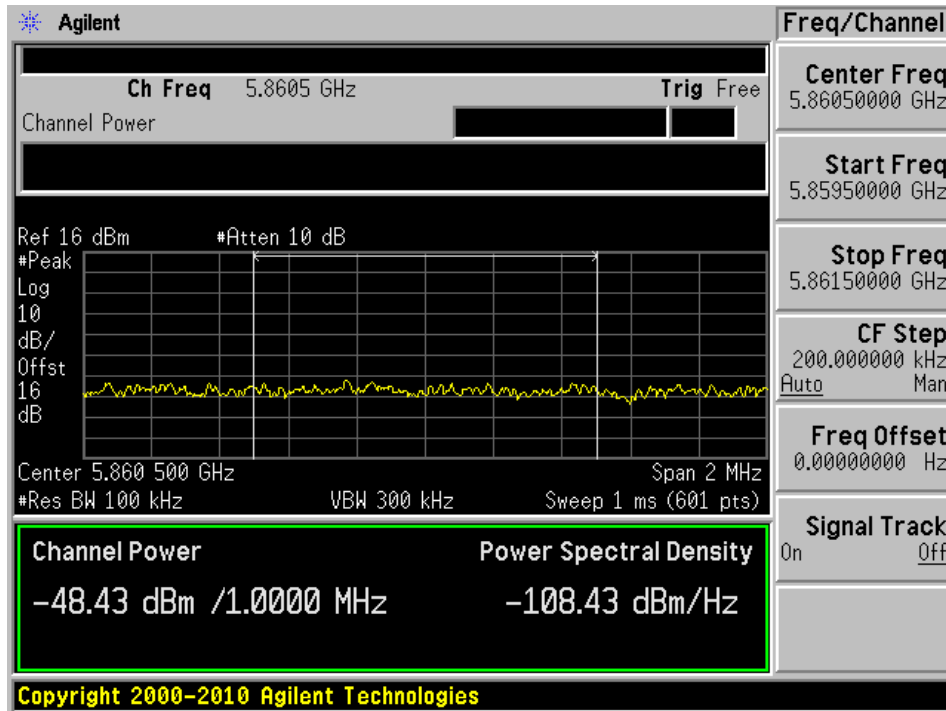 Agilent
Freq/Channel
Ch Freq 5.8605 GHz Trig Free
Channel Power
Center Freq
5.86050000 GHz
Start Freq
5.85950000 GHz
Stop Freq
5.86150000 GHz
CF Step
200.000000 kHz
Auto Man
Freq Offset
0.00000000 Hz
Signal Track
On Off
Ref 16 dBm #Atten 10 dB
#Peak
Log
10
dB/
Offst
16
dB
Center 5.860 500 GHz Span 2 MHz
#Res BW 100 kHz VBW 300 kHz Sweep 1 ms (601 pts)
Channel Power Power Spectral Density
-48.43 dBm /1.0000 MHz -108.43 dBm/Hz
Copyright 2000-2010 Agilent Technologies